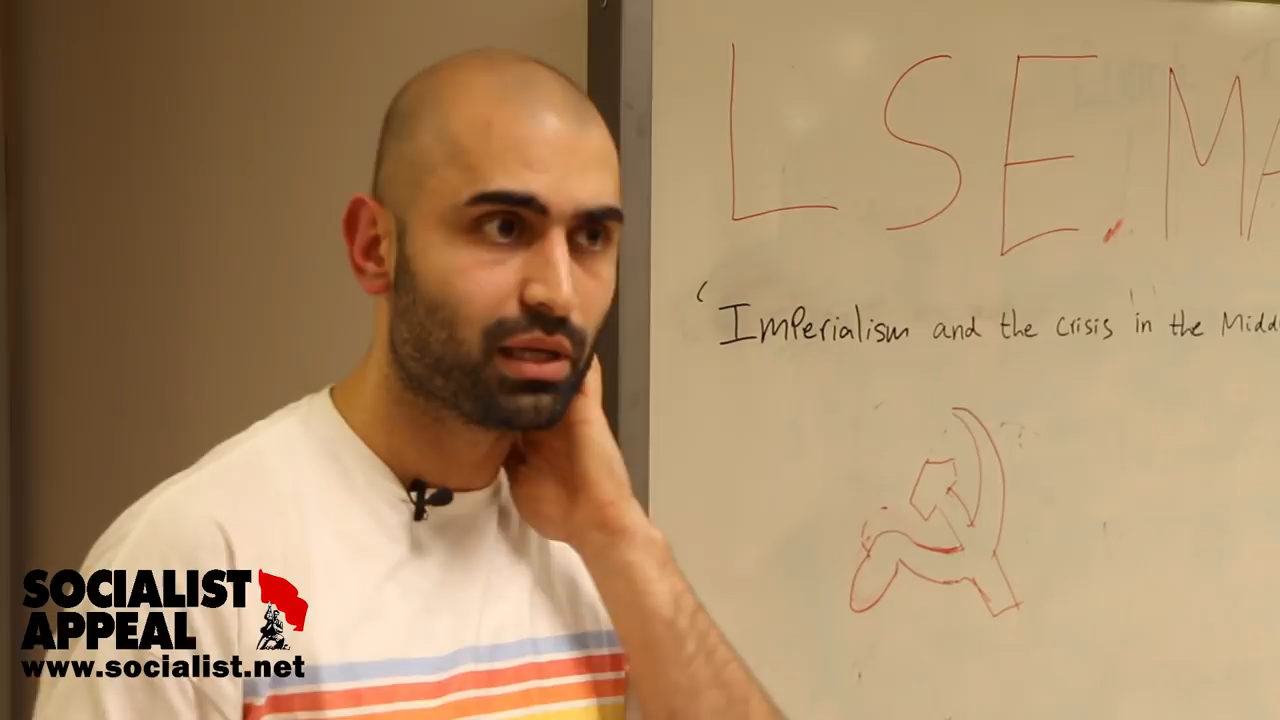 LSE.MA
'Imperialism and the crisis in the Midd
SOCIALIST
APPEAL
www.socialist.net